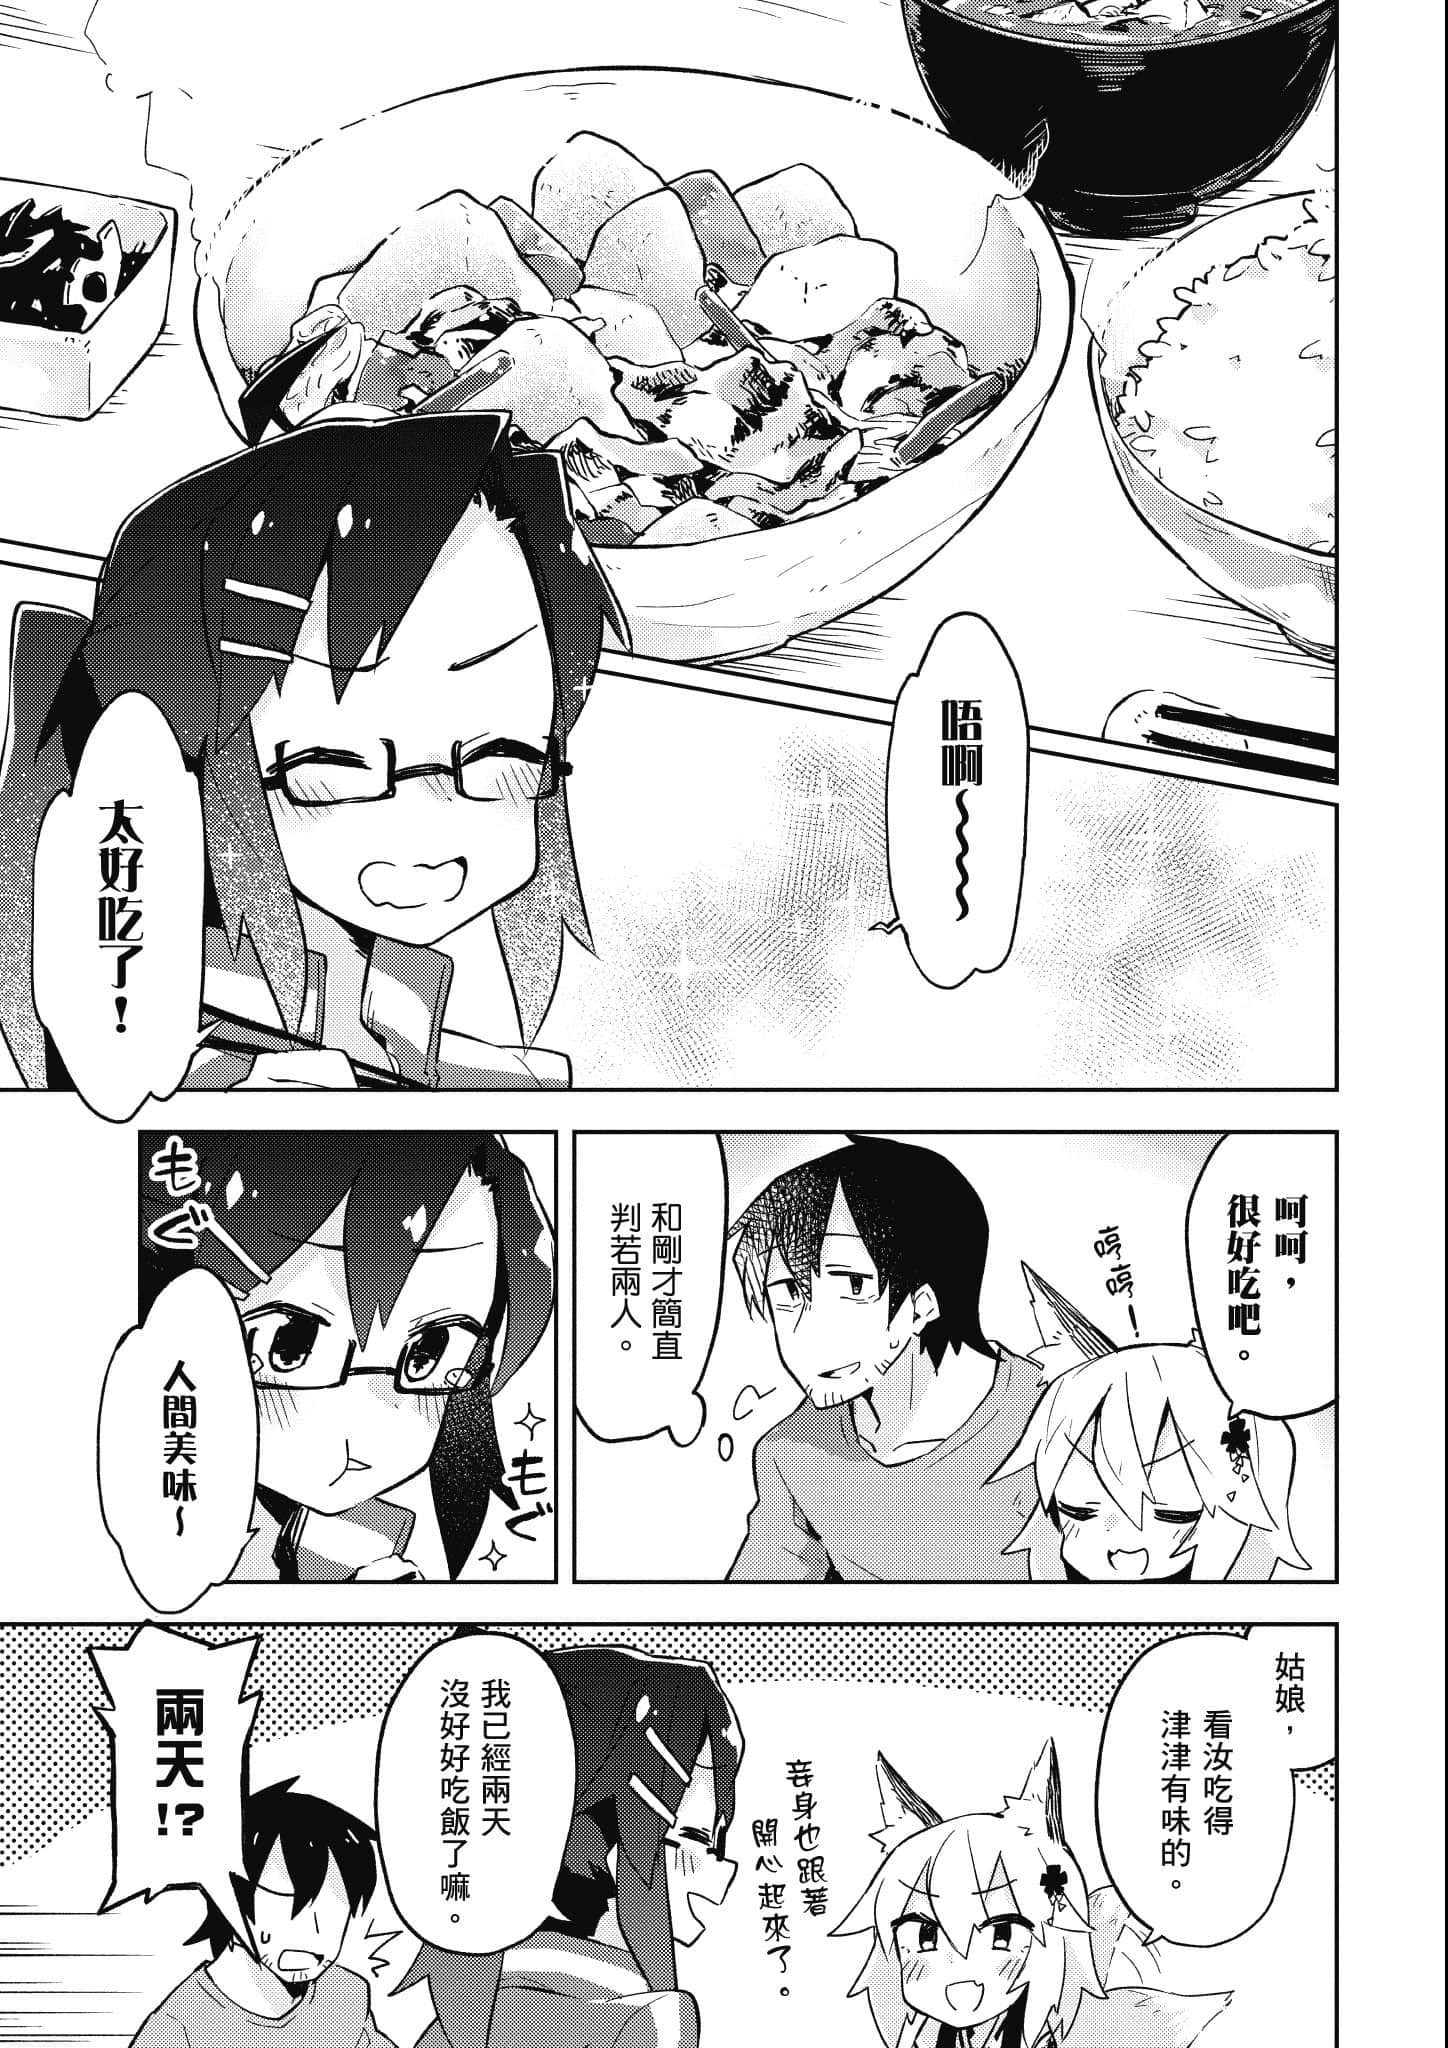 唔啊～～～～
太好吃了！
呵呵，
很好吃吧。
哼哼！
和剛才簡直
判若兩人。
もぐ
もぐ
人間美味～
姑娘，
看汝吃得
津津有味的。
妾身也跟著
開心起來了。
我已經兩天
沒好好吃飯了嘛。
兩天!?